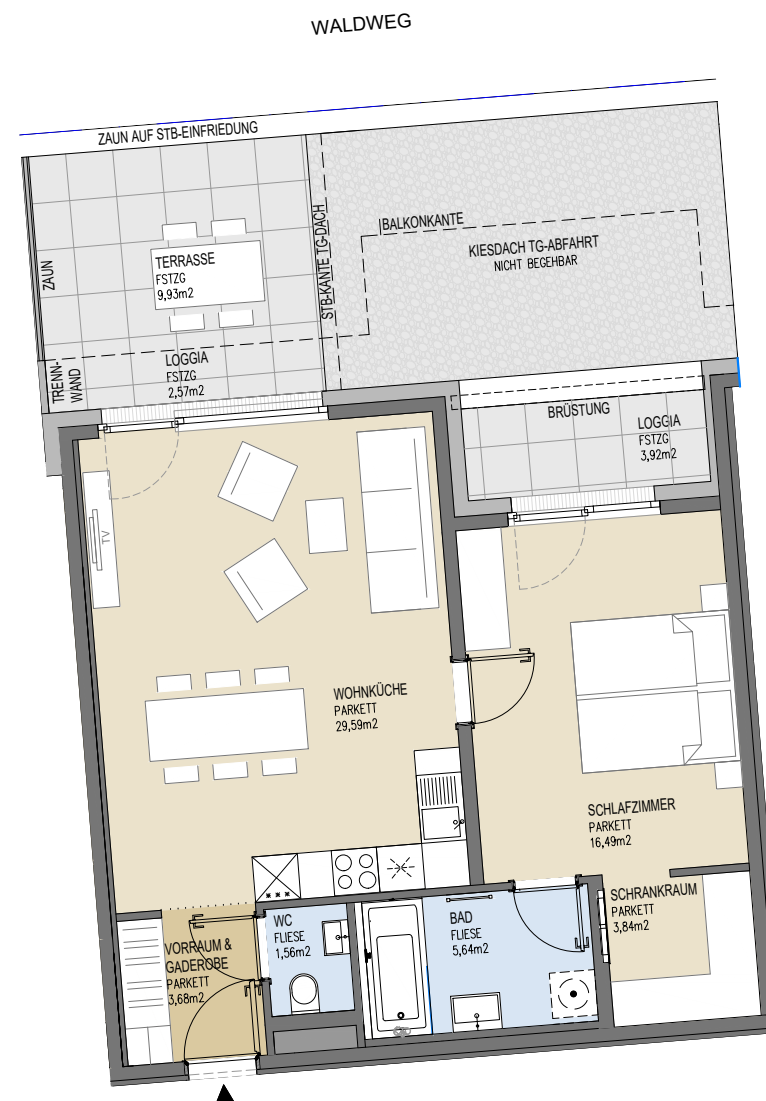 WALDWEG
ZAUN AUF STB-EINFRIEDUNG
ZAUN
TERRASSE
FSTZG
9,93m2
STB-KANTE TG-DACH
BALKONKANTE
KIESDACH TG-ABFAHRT
NICHT BEGEHBAR
TRENN-
WAND
LOGGIA
FSTZG
2,57m2
BRÜSTUNG
LOGGIA
FSTZG
3,92m2
TV
WOHNKÜCHE
PARKETT
29,59m2
SCHLAFZIMMER
PARKETT
16,49m2
SCHRANKRAUM
PARKETT
3,84m2
WC
FLIESE
1,56m2
BAD
FLIESE
5,64m2
VORRAUM &
GADEROBE
PARKETT
3,68m2